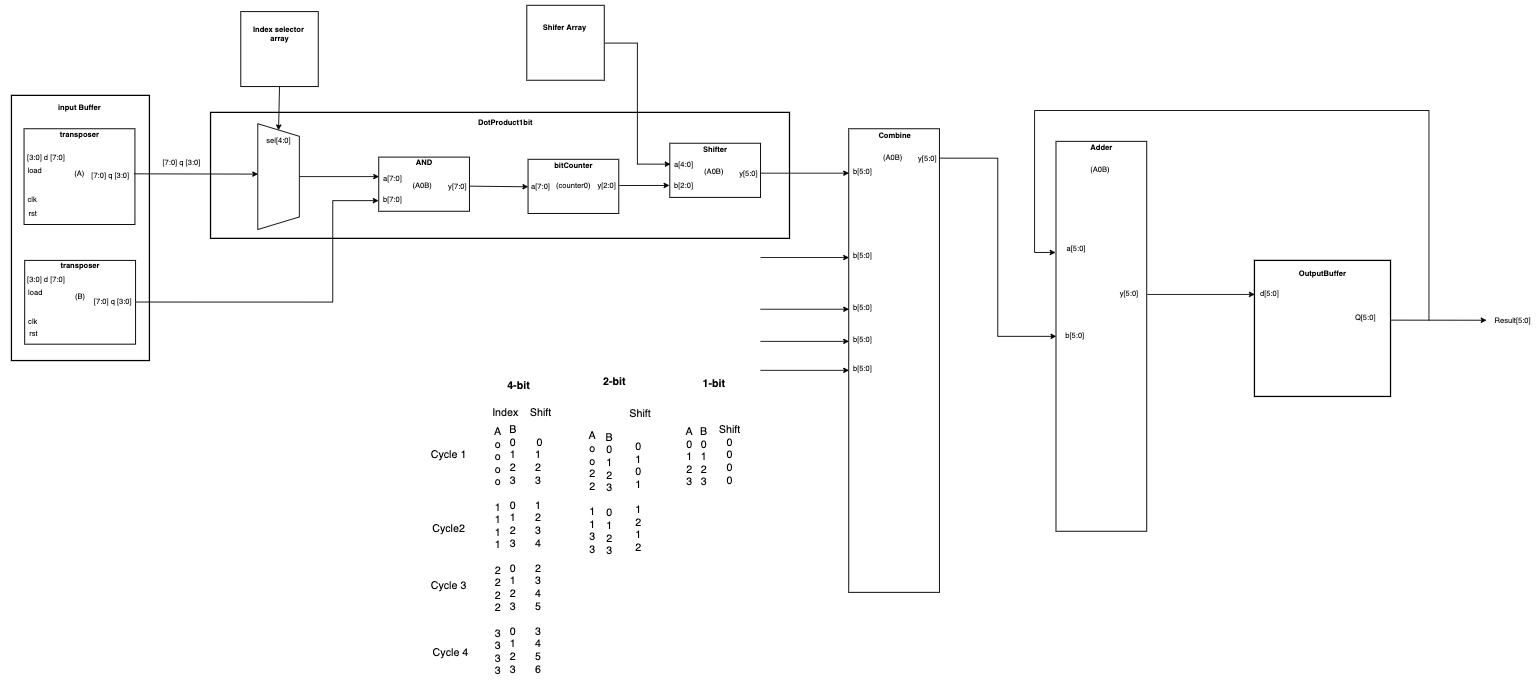 Index selector
array
Shifer Array
input Buffer
transposer
[3:0] d [7:0]
load
(A)
[7:0] q [3:0]
clk
rst
[7:0] q [3:0]
transposer
[3:0] d [7:0]
load
(B)
[7:0] q [3:0]
clk
rst
DotProduct1bit
sel[4:0]
AND
a[7:0]
(A0B)
y[7:0]
b[7:0]
bitCounter
a[7:0]
(counter0)
y[2:0]
Shifter
a[4:0]
(A0B)
y[5:0]
b[2:0]
Combine
(A0B)
y[5:0]
b[5:0]
b[5:0]
b[5:0]
b[5:0]
b[5:0]
Adder
(A0B)
a[5:0]
y[5:0]
b[5:0]
OutputBuffer
d[5:0]
Q[5:0]
Result[5:0]
4-bit
Index Shift
A B
Cycle 1
o 0 0
o 1 1
o 2 2
o 3 3
Cycle2
1 0 1
1 1 2
1 2 3
1 3 4
Cycle 3
2 0 2
2 1 3
2 2 4
2 3 5
Cycle 4
3 0 3
3 1 4
3 2 5
3 3 6
2-bit
Shift
A B
o 0 0
o 1 1
2 2 0
2 3 1
1 0 1
1 1 2
3 2 1
3 3 2
1-bit
A B Shift
0 0 0
1 1 0
2 2 0
3 3 0